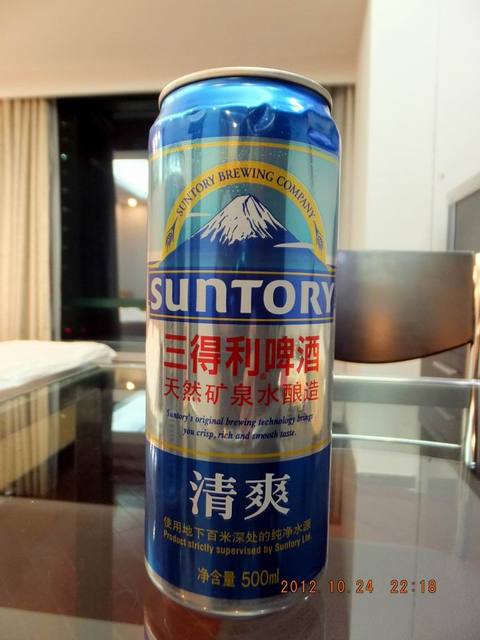 SUNTORY BREWING COMPANY
SUNTORY
三得利啤酒
天然矿泉水酿造
Suntory's original brewing technology brings
you crisp, rich and smooth taste.
清爽
使用地下百米深处的纯净水源
Product strictly supervised by Suntory Ltd.
净含量 500ml
2012.10.24 22:18